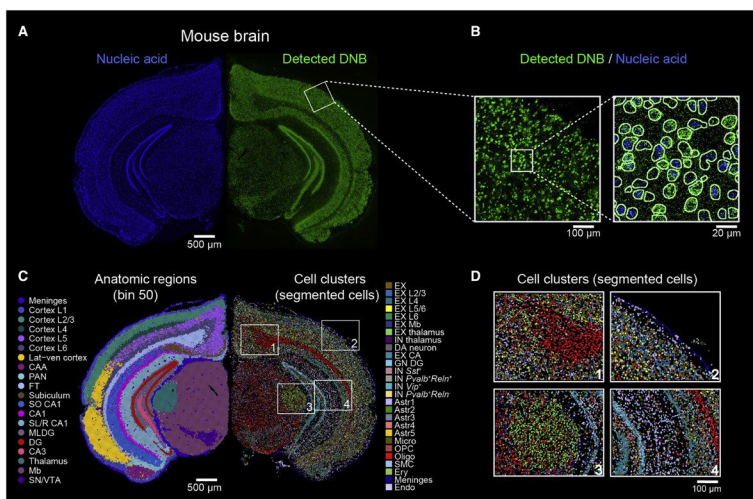 A
Mouse brain
Nucleic acid
Detected DNB
500 μm
B
Detected DNB / Nucleic acid
100 μm
20 μm
C
Anatomic regions
(bin 50)
Meninges
Cortex L1
Cortex L2/3
Cortex L4
Cortex L5
Cortex L6
Lat−ven cortex
CAA
PAN
FT
Subiculum
SO CA1
CA1
SL/R CA1
MLDG
DG
CA3
Thalamus
Mb
SN/VTA
500 μm
Cell clusters
(segmented cells)
1
2
3
4
EX
EX L2/3
EX L4
EX L5/6
EX L6
EX Mb
EX thalamus
IN thalamus
DA neuron
EX CA
GN DG
IN Sst+
IN Pvalb+Reln+
IN Vip+
IN Pvalb+Reln-
Astr1
Astr2
Astr3
Astr4
Astr5
Micro
OPC
Oligo
SMC
Ery
Meninges
Endo
D
Cell clusters (segmented cells)
1
2
3
4
100 μm